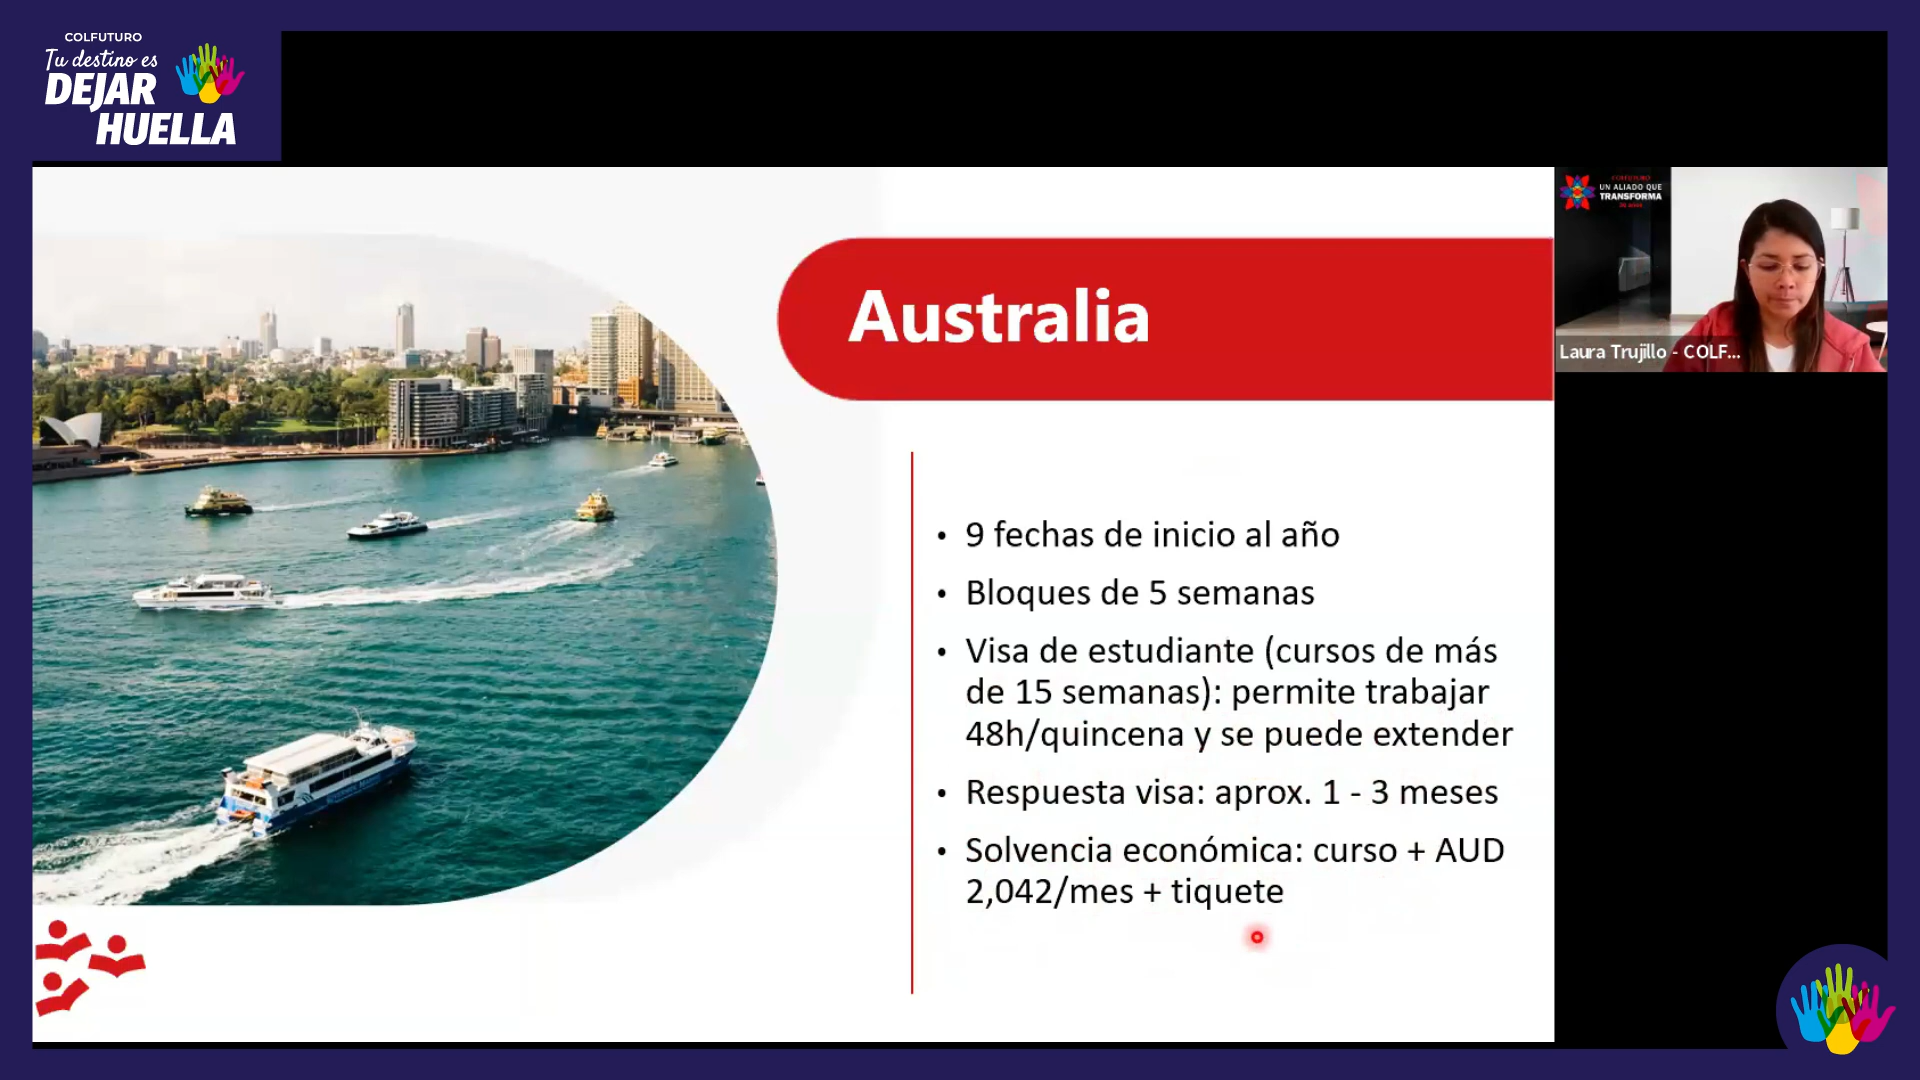 COLFUTURO
Tu destino es
DEJAR
HUELLA
UN ALIADO QUE
TRANSFORMA
Laura Trujillo - COLF...
Australia
• 9 fechas de inicio al año
• Bloques de 5 semanas
• Visa de estudiante (cursos de más
de 15 semanas): permite trabajar
48h/quincena y se puede extender
• Respuesta visa: aprox. 1 - 3 meses
• Solvencia económica: curso + AUD
2,042/mes + tiquete